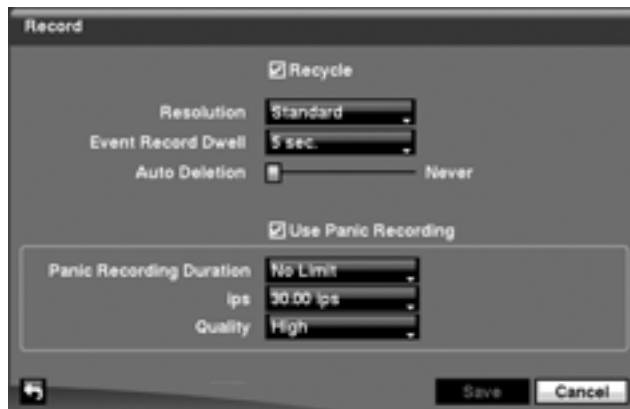 Record
Recycle
Resolution Standard
Event Record Dwell 5 sec.
Auto Deletion Never
Use Panic Recording
Panic Recording Duration No Limit
ips 30.00 ips
Quality High
Save Cancel